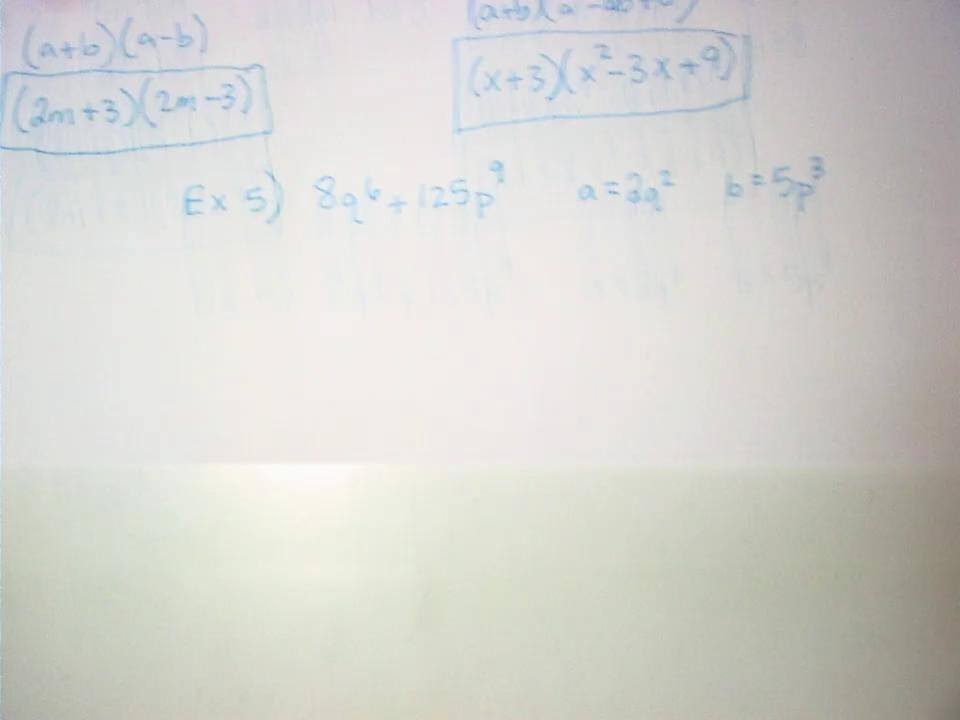 (a+b)(a-b)
(2m+3)(2m-3)
(x+3)(x²-3x+9)
Ex 5) 8q⁶+125p⁹ a=2q² b=5p³